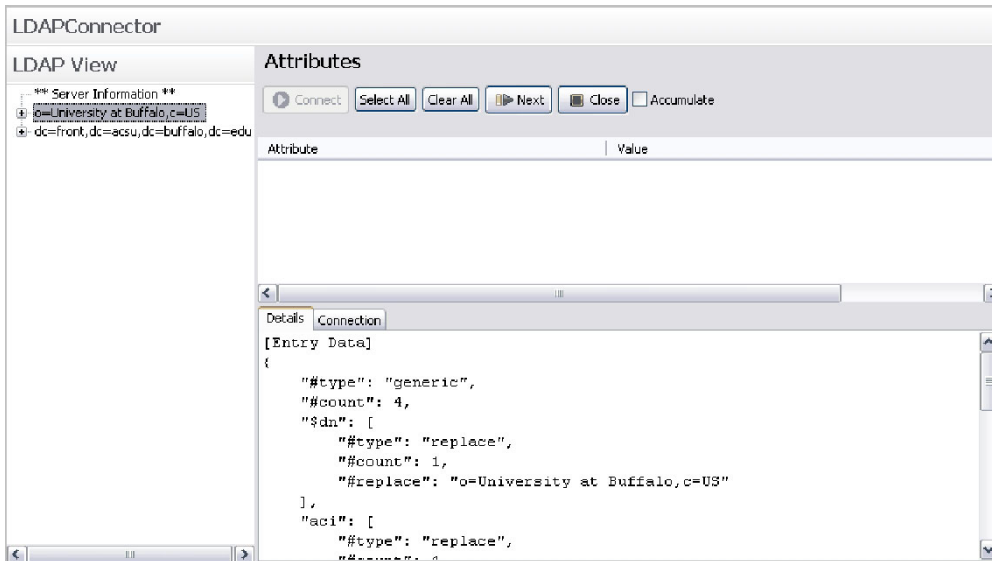 LDAPConnector
LDAP View
** Server Information **
o=University at Buffalo,c=US
dc=front,dc=acsu,dc=buffalo,dc=edu
Attributes
Connect Select All Clear All Next Close Accumulate
Attribute Value
Details Connection
[Entry Data]
{
    "#type": "generic",
    "#count": 4,
    "$dn": [
        "#type": "replace",
        "#count": 1,
        "#replace": "o=University at Buffalo,c=US"
    ],
    "aci": [
        "#type": "replace",